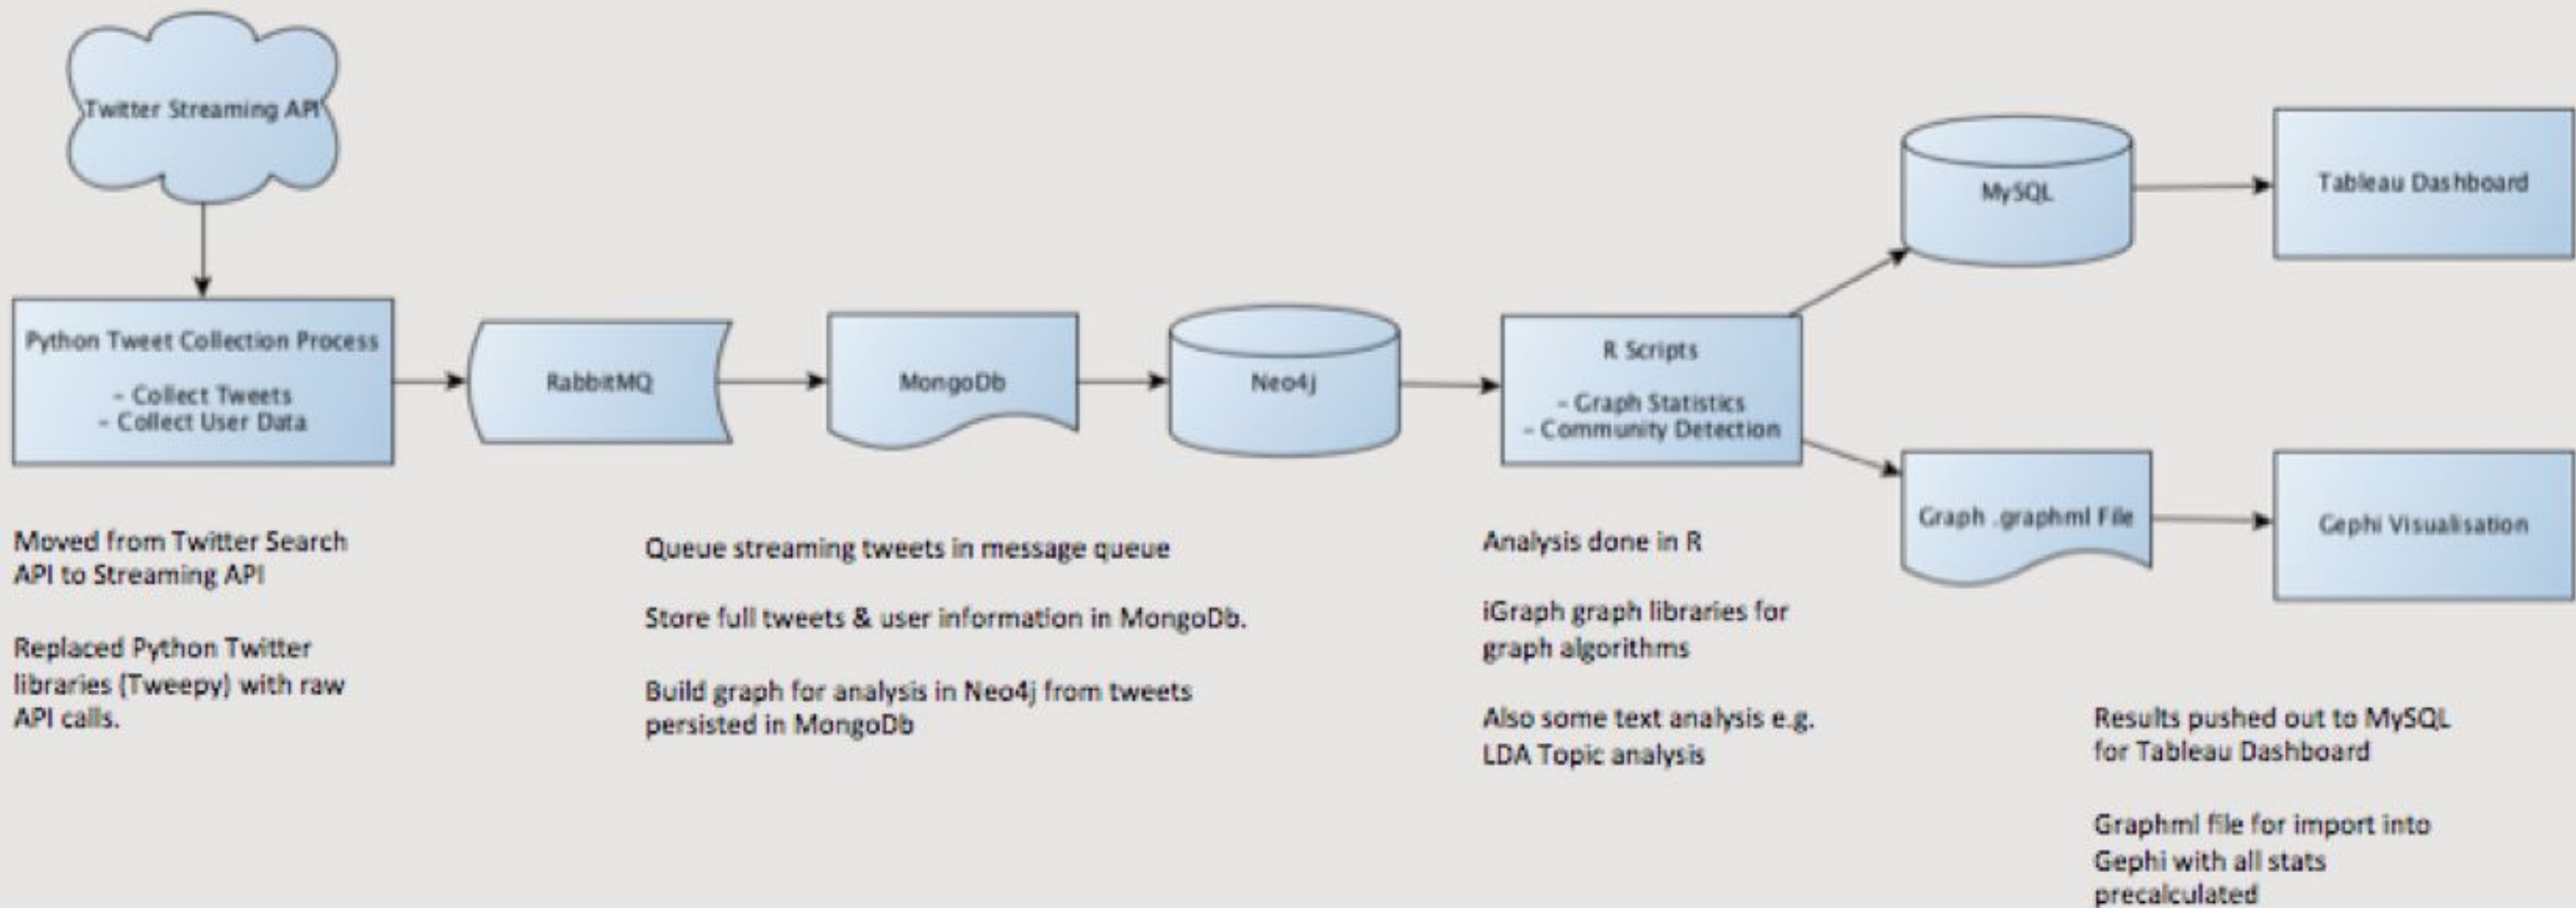 Twitter Streaming API
Python Tweet Collection Process
- Collect Tweets
- Collect User Data
RabbitMQ
MongoDb
Neo4j
R Scripts
- Graph Statistics
- Community Detection
MySQL
Tableau Dashboard
Graph .graphml File
Gephi Visualisation
Moved from Twitter Search
API to Streaming API
Replaced Python Twitter
libraries (Tweepy) with raw
API calls.
Queue streaming tweets in message queue
Store full tweets & user information in MongoDb.
Build graph for analysis in Neo4j from tweets
persisted in MongoDb
Analysis done in R
iGraph graph libraries for
graph algorithms
Also some text analysis e.g.
LDA Topic analysis
Results pushed out to MySQL
for Tableau Dashboard
Graphml file for import into
Gephi with all stats
precalculated